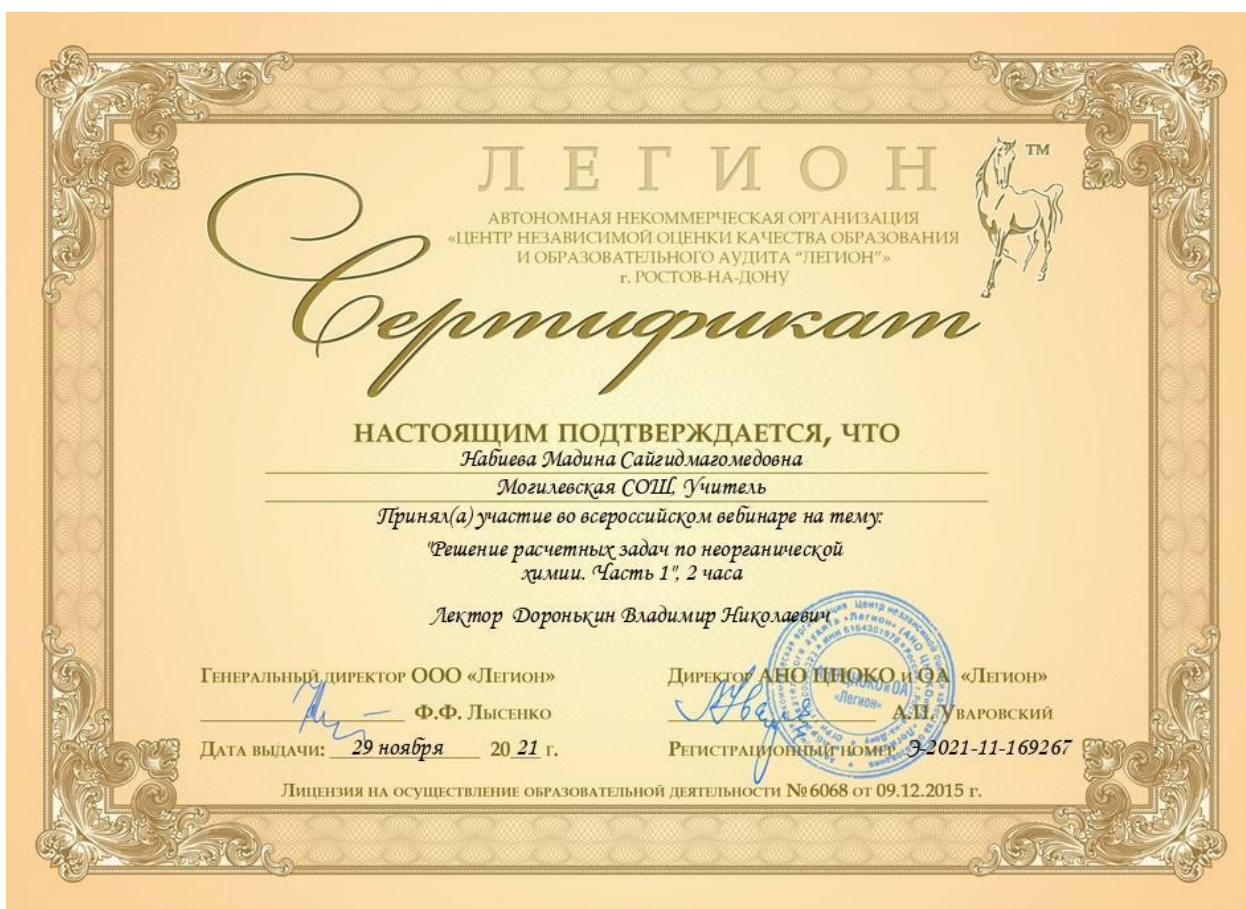 ЛЕГИОН
TM
АВТОНОМНАЯ НЕКОММЕРЧЕСКАЯ ОРГАНИЗАЦИЯ
«ЦЕНТР НЕЗАВИСИМОЙ ОЦЕНКИ КАЧЕСТВА ОБРАЗОВАНИЯ
И ОБРАЗОВАТЕЛЬНОГО АУДИТА "ЛЕГИОН"»
г. РОСТОВ-НА-ДОНУ
Сертификат
НАСТОЯЩИМ ПОДТВЕРЖДАЕТСЯ, ЧТО
Набиева Мадина Сайгидмагомедовна
Могилевская СОШ, Учитель
Принял(а) участие во всероссийском вебинаре на тему:
"Решение расчетных задач по неорганической
химии. Часть 1", 2 часа
Лектор Доронькин Владимир Николаевич
Генеральный директор ООО «Легион»
Ф.Ф. Лысенко
Дата выдачи: 29 ноября 20 21 г.
Директор АНО ЦНОКО и ОА «Легион»
А.П. Уваровский
Регистрационный номер Э-2021-11-169267
Лицензия на осуществление образовательной деятельности № 6068 от 09.12.2015 г.